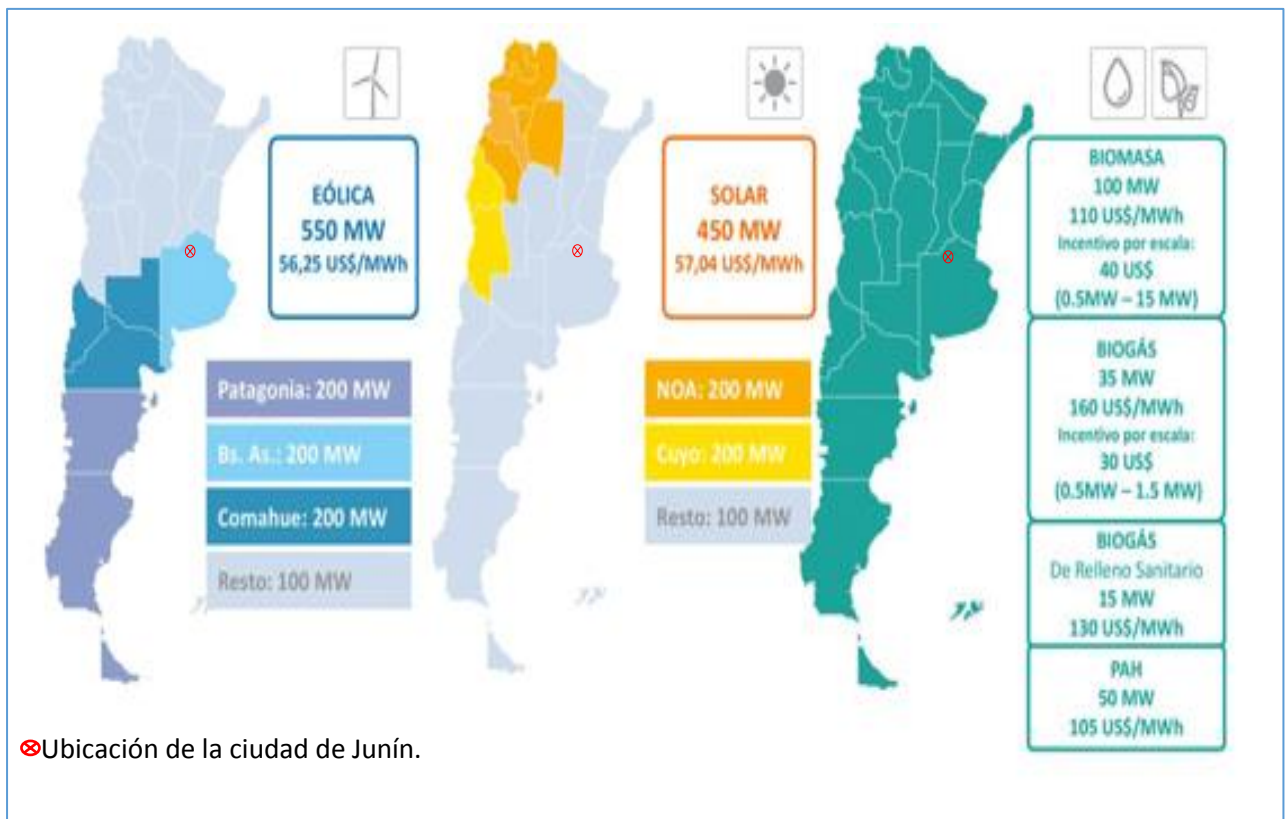 EÓLICA
550 MW
56,25 US$/MWh
Patagonia: 200 MW
Bs. As.: 200 MW
Comahue: 200 MW
Resto: 100 MW
SOLAR
450 MW
57,04 US$/MWh
NOA: 200 MW
Cuyo: 200 MW
Resto: 100 MW
BIOMASA
100 MW
110 US$/MWh
Incentivo por escala:
40 US$
(0.5MW – 15 MW)
BIOGÁS
35 MW
160 US$/MWh
Incentivo por escala:
30 US$
(0.5MW – 1.5 MW)
BIOGÁS
De Relleno Sanitario
15 MW
130 US$/MWh
PAH
50 MW
105 US$/MWh
Ubicación de la ciudad de Junín.